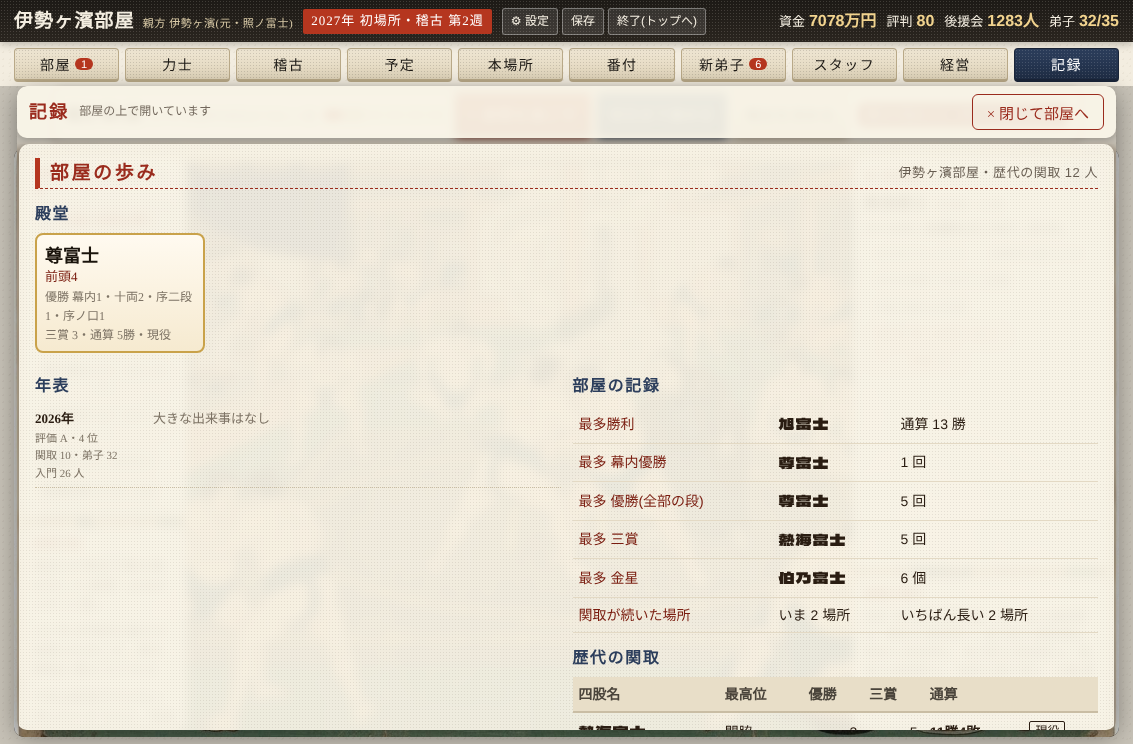 伊勢ヶ濱部屋 親方 伊勢ヶ濱(元・照ノ富士) 2027年 初場所・稽古 第2週 ⚙ 設定 保存 終了(トップへ) 資金 7078万円 評判 80 後援会 1283人 弟子 32/35
部屋 1 力士 稽古 予定 本場所 番付 新弟子 6 スタッフ 経営 記録
記録 部屋の上で開いています × 閉じて部屋へ
部屋の歩み 伊勢ヶ濱部屋・歴代の関取 12 人
殿堂
尊富士
前頭4
優勝 幕内1・十両2・序二段
1・序ノ口1
三賞 3・通算 5勝・現役
年表
2026年 大きな出来事はなし
評価 A・4 位
関取 10・弟子 32
入門 26 人
部屋の記録
最多勝利 旭富士 通算 13 勝
最多 幕内優勝 尊富士 1 回
最多 優勝(全部の段) 尊富士 5 回
最多 三賞 熱海富士 5 回
最多 金星 伯乃富士 6 個
関取が続いた場所 いま 2 場所 いちばん長い 2 場所
歴代の関取
四股名 最高位 優勝 三賞 通算
熱海富士 関脇 0 5 現役